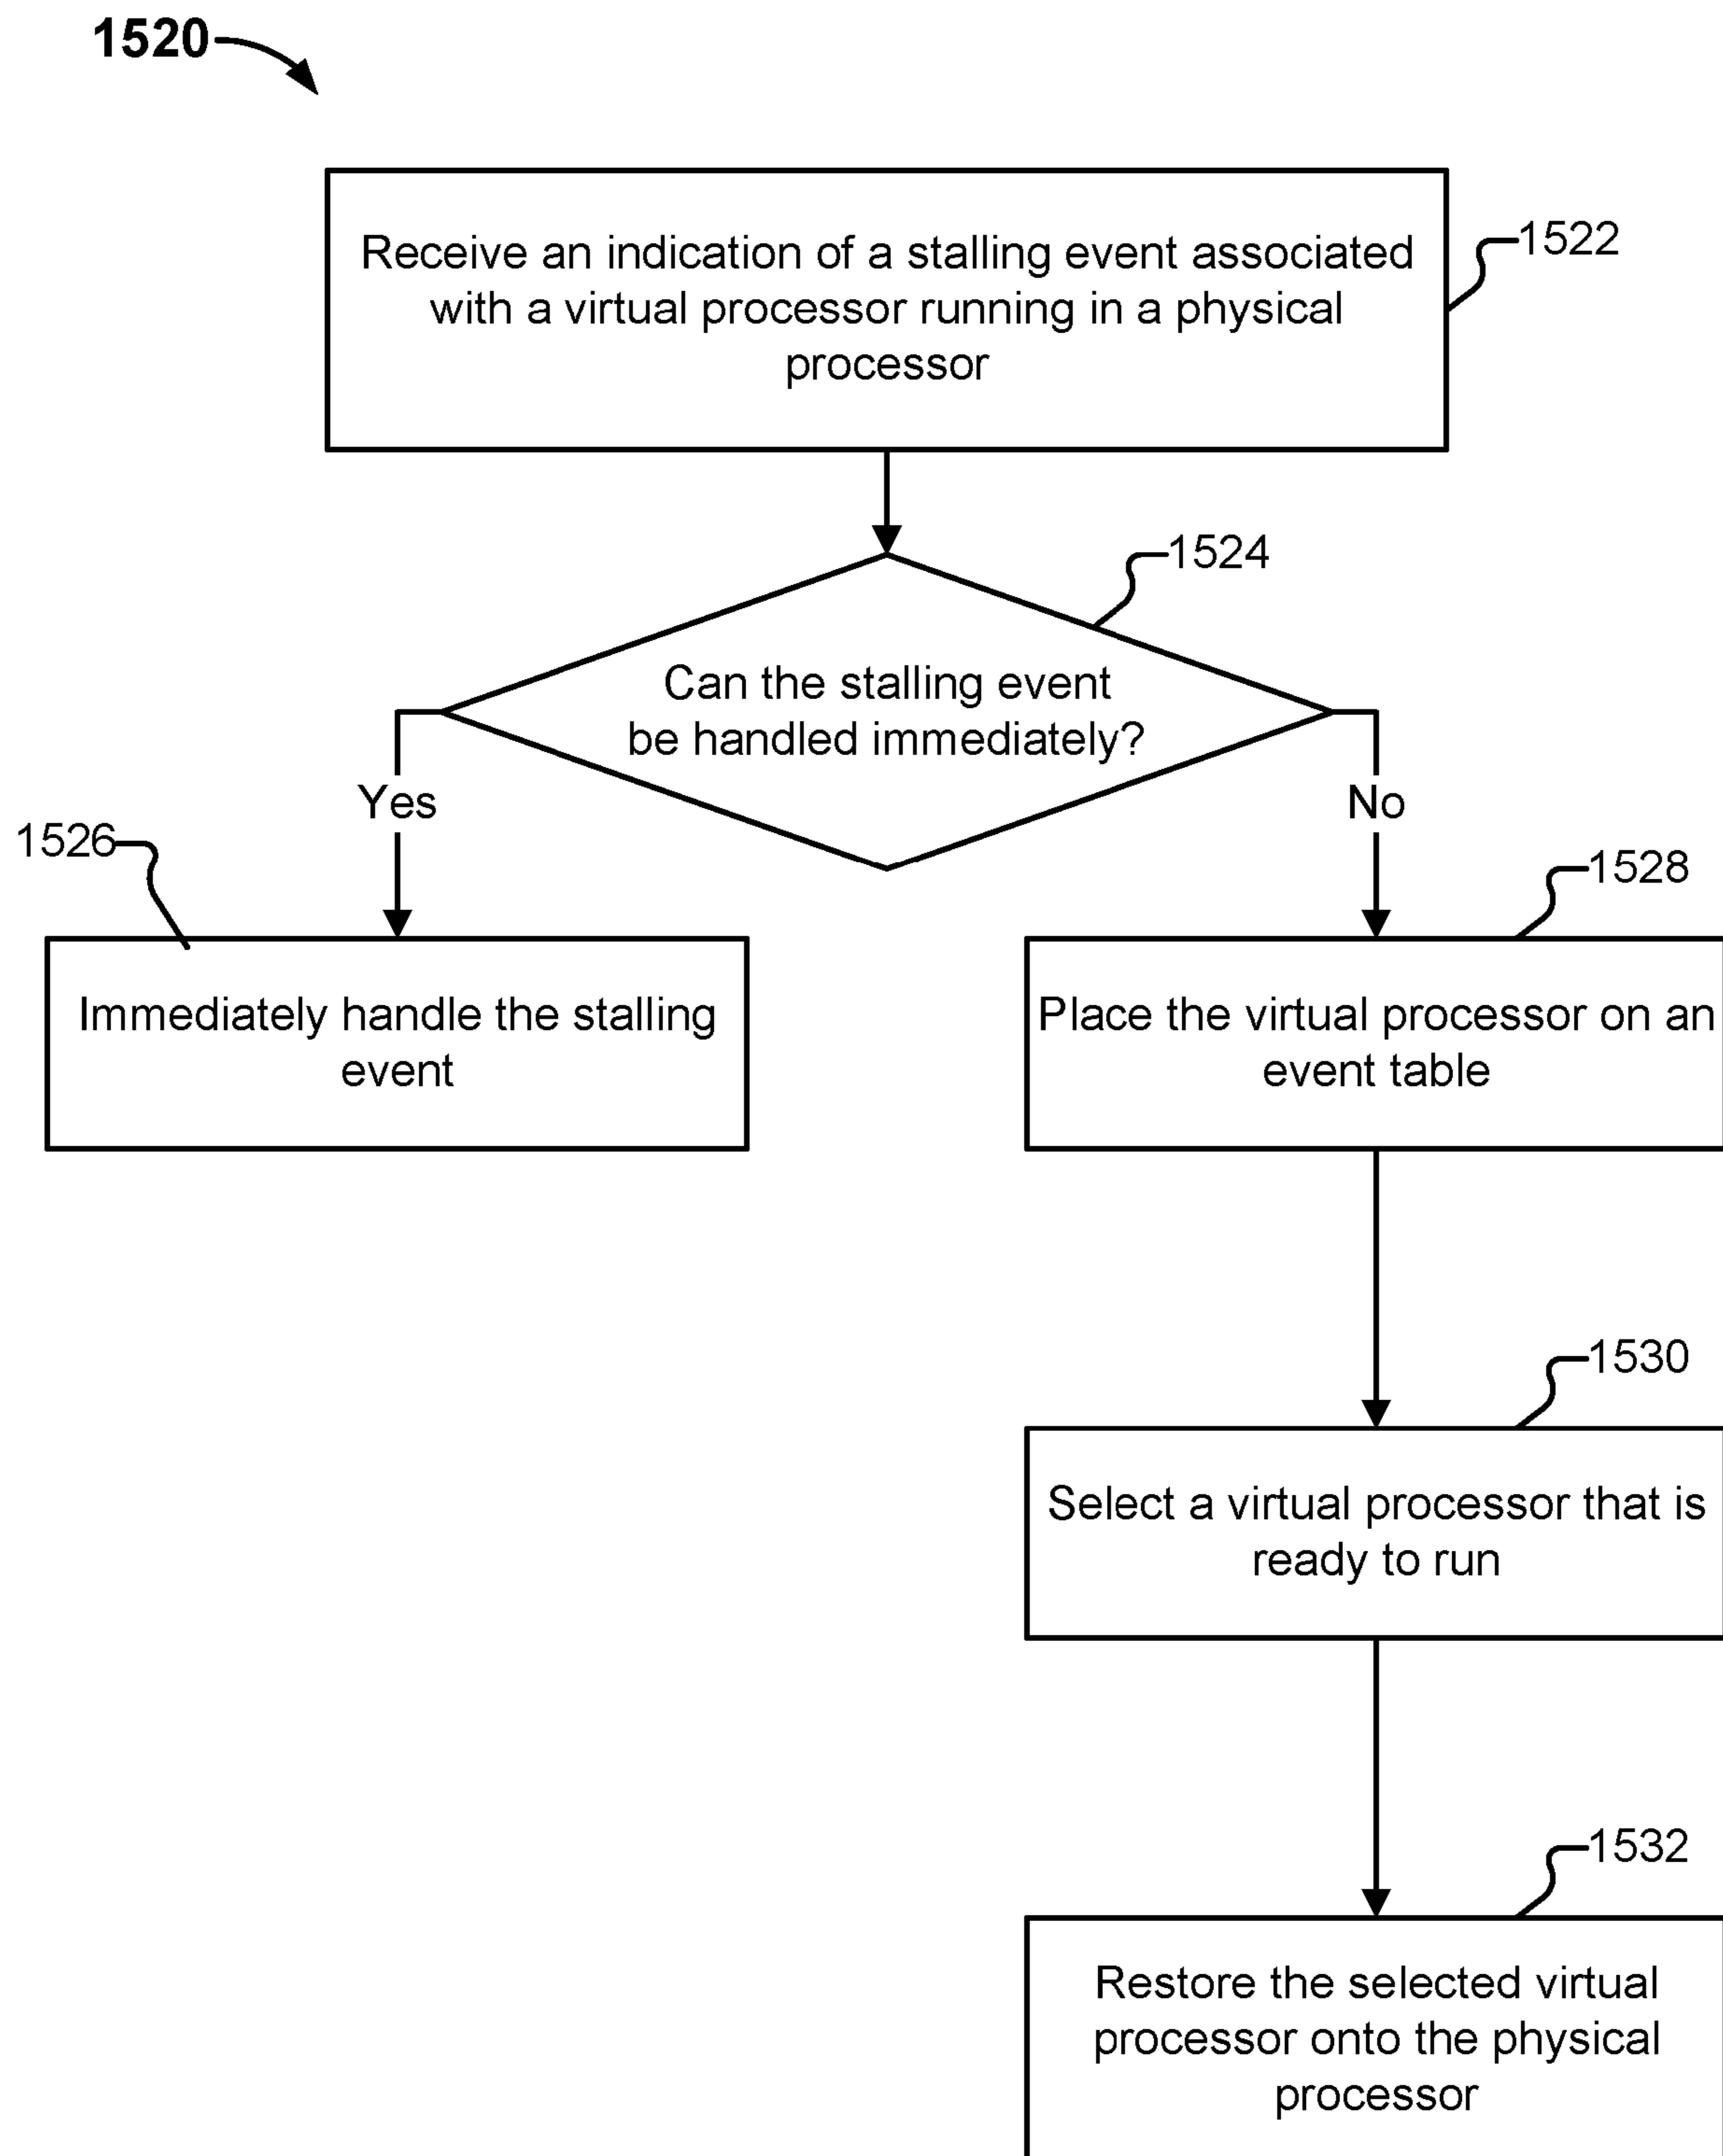 1520
Receive an indication of a stalling event associated
with a virtual processor running in a physical
processor
1522
1524
Can the stalling event
be handled immediately?
Yes
No
1526
1528
Immediately handle the stalling
event
Place the virtual processor on an
event table
1530
Select a virtual processor that is
ready to run
1532
Restore the selected virtual
processor onto the physical
processor